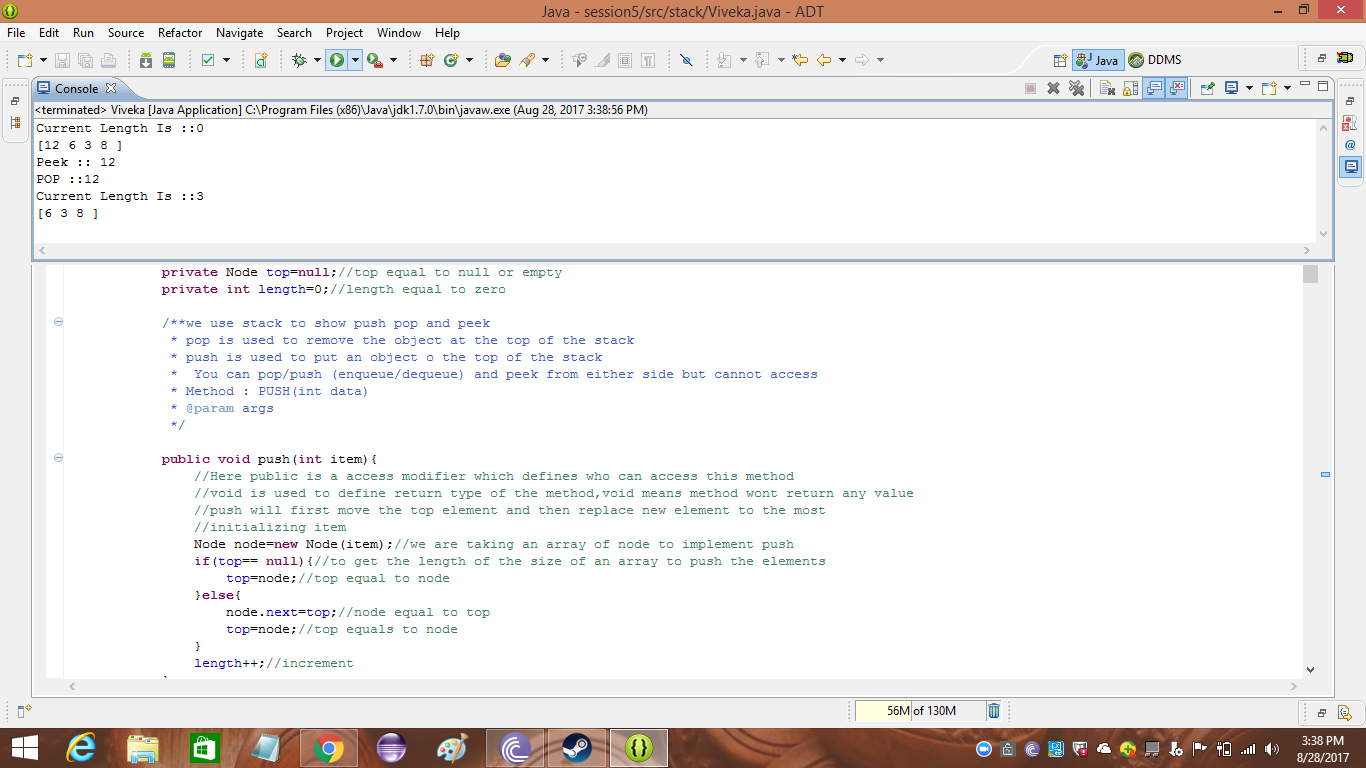 Java - session5/src/stack/Viveka.java - ADT
File Edit Run Source Refactor Navigate Search Project Window Help
Java DDMS
Console
<terminated> Viveka [Java Application] C:\Program Files (x86)\Java\jdk1.7.0\bin\javaw.exe (Aug 28, 2017 3:38:56 PM)
Current Length Is ::0
[12 6 3 8 ]
Peek :: 12
POP ::12
Current Length Is ::3
[6 3 8 ]
private Node top=null;//top equal to null or empty
private int length=0;//length equal to zero
/**we use stack to show push pop and peek
* pop is used to remove the object at the top of the stack
* push is used to put an object o the top of the stack
*  You can pop/push (enqueue/dequeue) and peek from either side but cannot access
* Method : PUSH(int data)
* @param args
*/
public void push(int item){
//Here public is a access modifier which defines who can access this method
//void is used to define return type of the method,void means method wont return any value
//push will first move the top element and then replace new element to the most
//initializing item
Node node=new Node(item);//we are taking an array of node to implement push
if(top== null){//to get the length of the size of an array to push the elements
top=node;//top equal to node
}else{
node.next=top;//node equal to top
top=node;//top equals to node
}
length++;//increment
56M of 130M
3:38 PM
8/28/2017